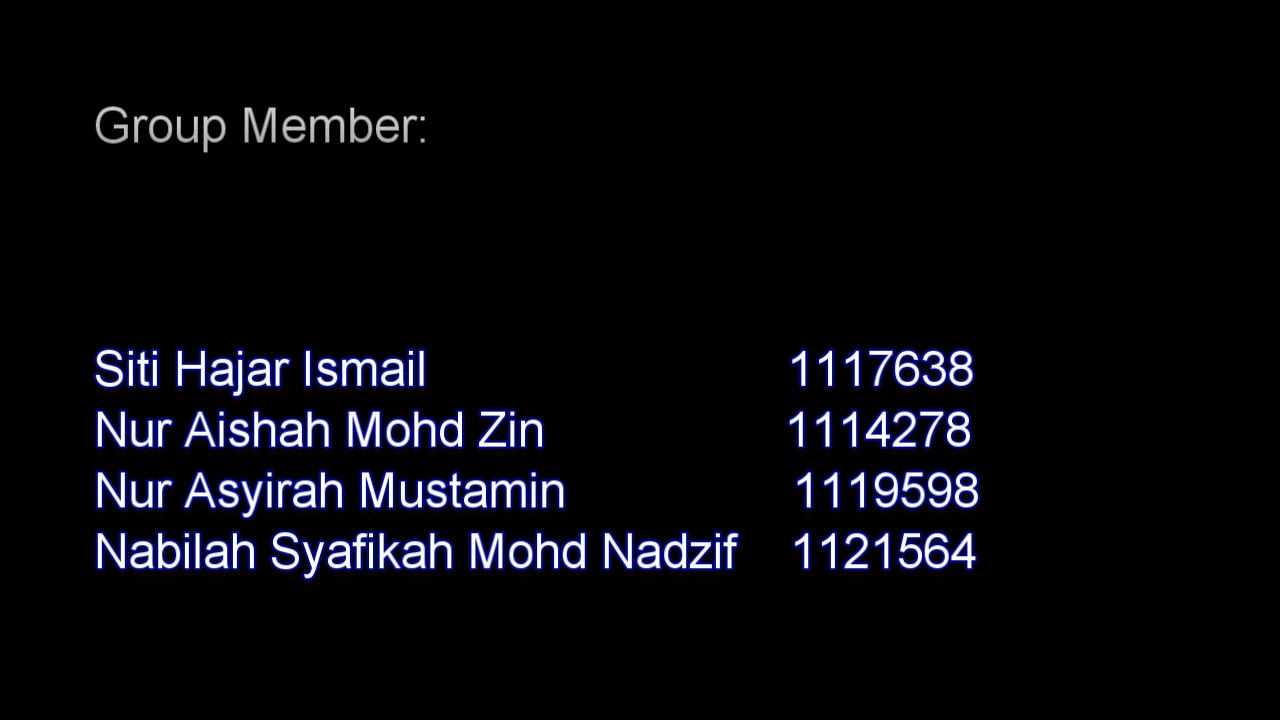 Group Member:
Siti Hajar Ismail 1117638
Nur Aishah Mohd Zin 1114278
Nur Asyirah Mustamin 1119598
Nabilah Syafikah Mohd Nadzif 1121564